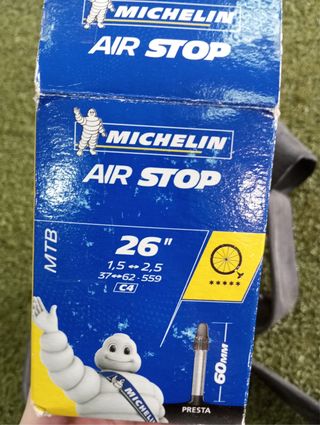 MICHELIN
AIR STOP
MICHELIN
AIR STOP
MTB
26"
1,5 ↔ 2,5
37↔62-559
C4
60MM
PRESTA
MICHELIN